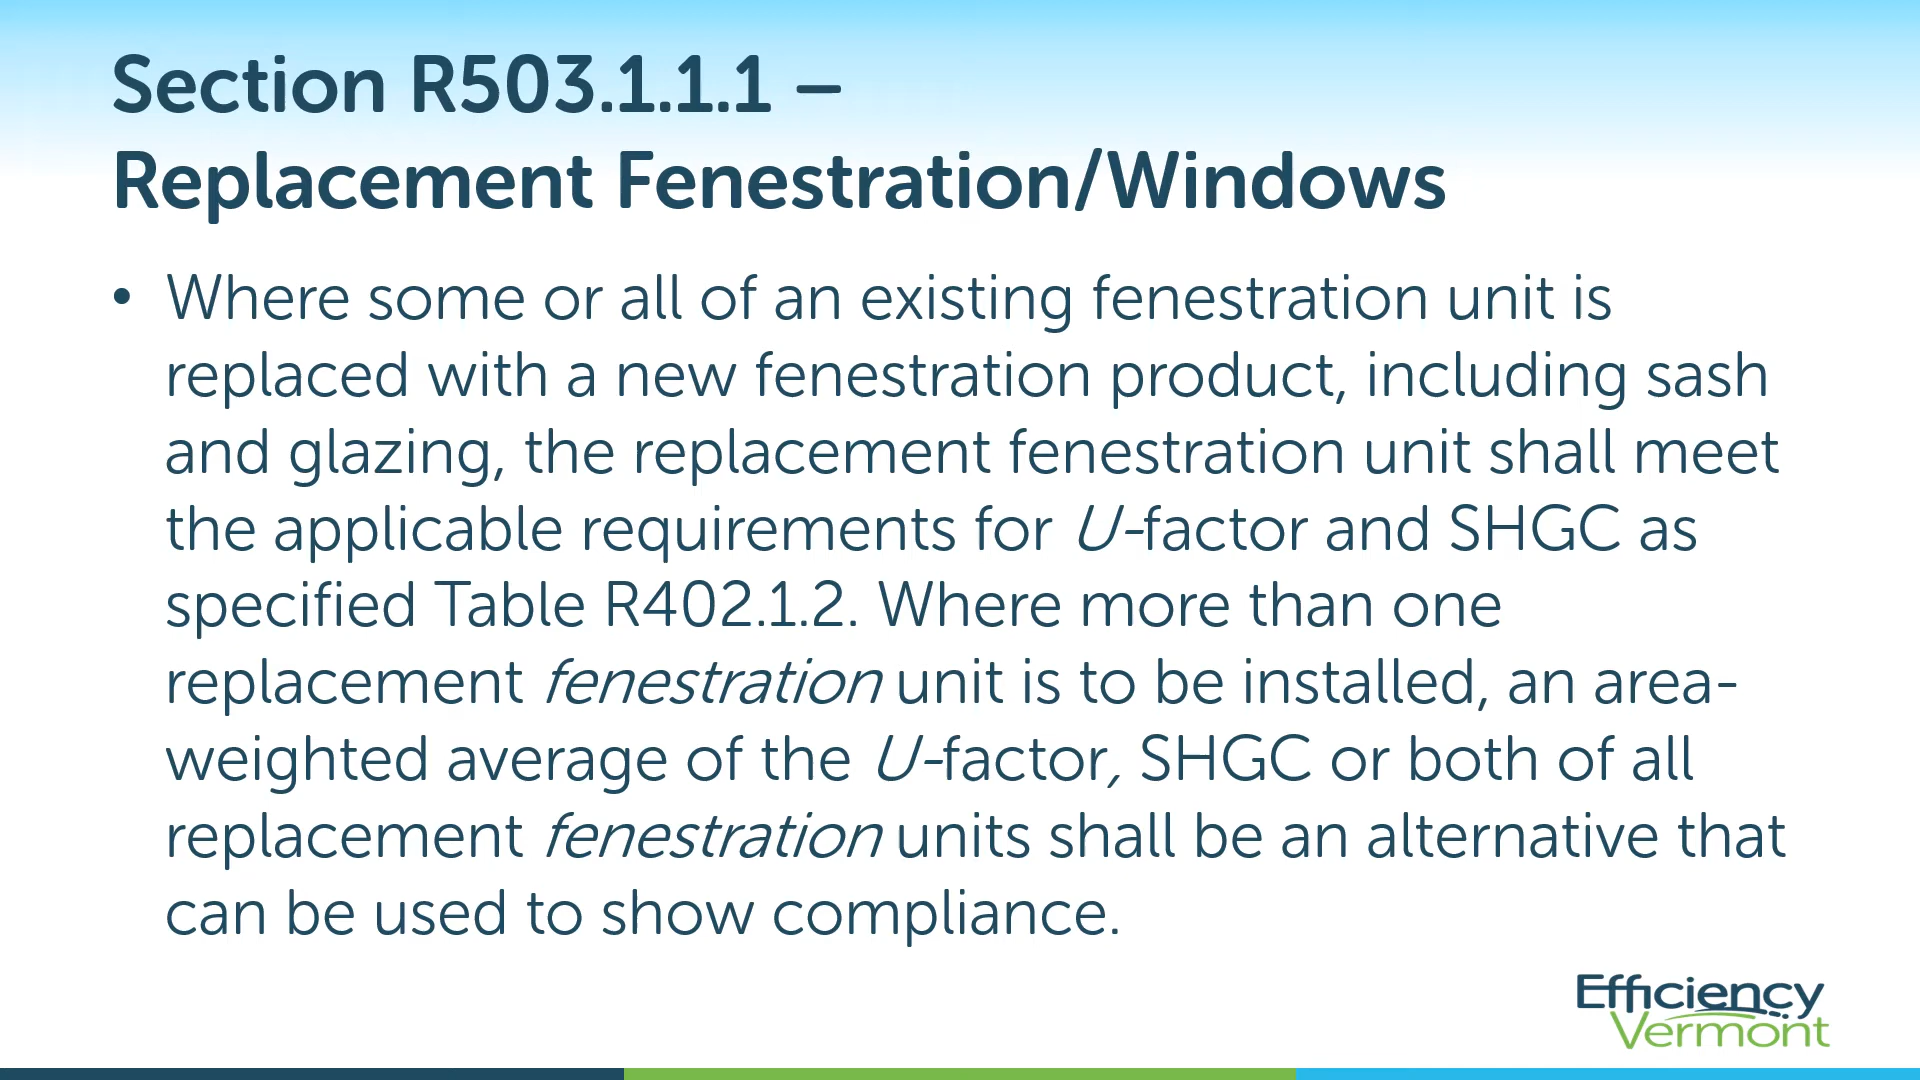 Section R503.1.1.1 –
Replacement Fenestration/Windows
• Where some or all of an existing fenestration unit is
replaced with a new fenestration product, including sash
and glazing, the replacement fenestration unit shall meet
the applicable requirements for U-factor and SHGC as
specified Table R402.1.2. Where more than one
replacement fenestration unit is to be installed, an area-
weighted average of the U-factor, SHGC or both of all
replacement fenestration units shall be an alternative that
can be used to show compliance.
Efficiency
Vermont